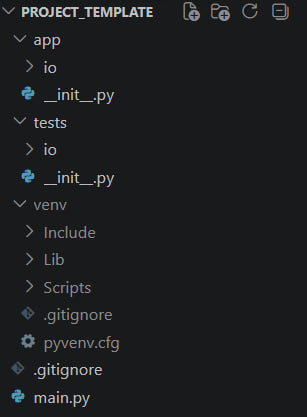 PROJECT_TEMPLATE
app
io
__init__.py
tests
io
__init__.py
venv
Include
Lib
Scripts
.gitignore
pyvenv.cfg
.gitignore
main.py